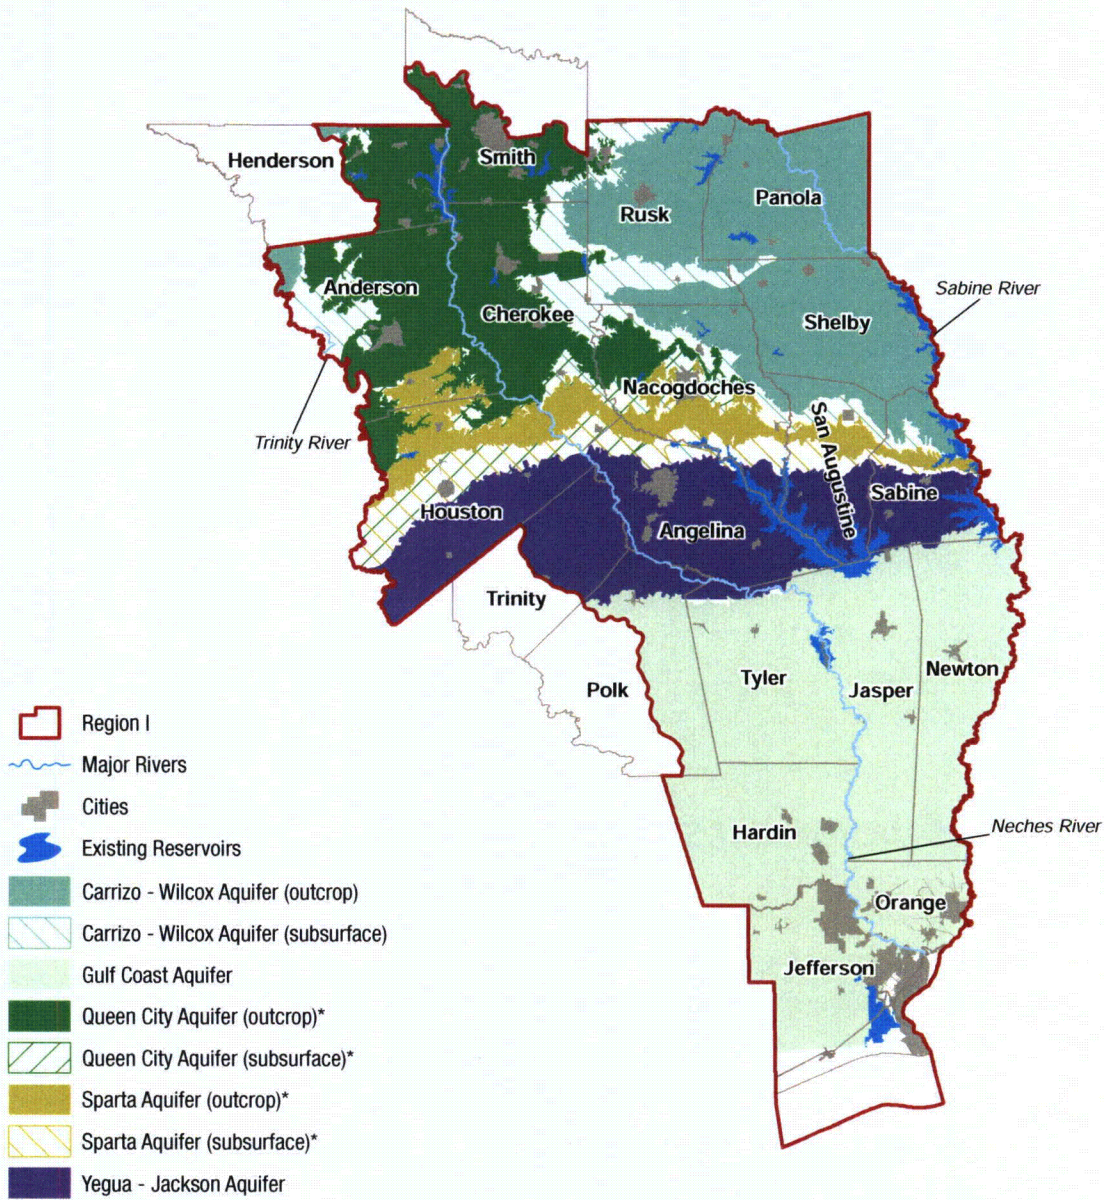 Henderson
Smith
Rusk
Panola
Anderson
Cherokee
Shelby
Sabine River
Nacogdoches
San Augustine
Trinity River
Houston
Angelina
Sabine
Trinity
Polk
Tyler
Jasper
Newton
Hardin
Neches River
Orange
Jefferson
Region I
Major Rivers
Cities
Existing Reservoirs
Carrizo - Wilcox Aquifer (outcrop)
Carrizo - Wilcox Aquifer (subsurface)
Gulf Coast Aquifer
Queen City Aquifer (outcrop)*
Queen City Aquifer (subsurface)*
Sparta Aquifer (outcrop)*
Sparta Aquifer (subsurface)*
Yegua - Jackson Aquifer